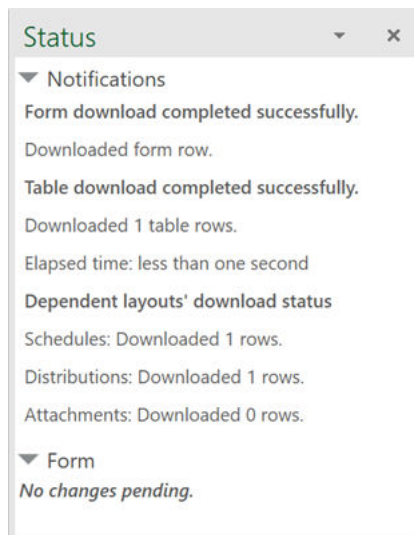 Status
Notifications
Form download completed successfully.
Downloaded form row.
Table download completed successfully.
Downloaded 1 table rows.
Elapsed time: less than one second
Dependent layouts' download status
Schedules: Downloaded 1 rows.
Distributions: Downloaded 1 rows.
Attachments: Downloaded 0 rows.
Form
No changes pending.